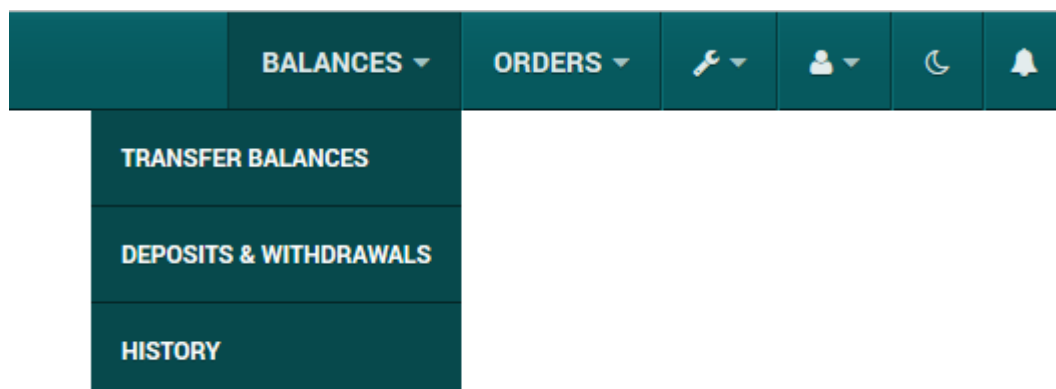 BALANCES ORDERS
TRANSFER BALANCES
DEPOSITS & WITHDRAWALS
HISTORY